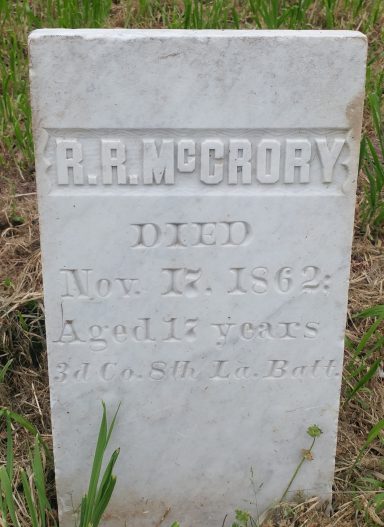 R.R.McCRORY
DIED
Nov. 17. 1862:
Aged 17 years
3d Co. 8th La. Batt.